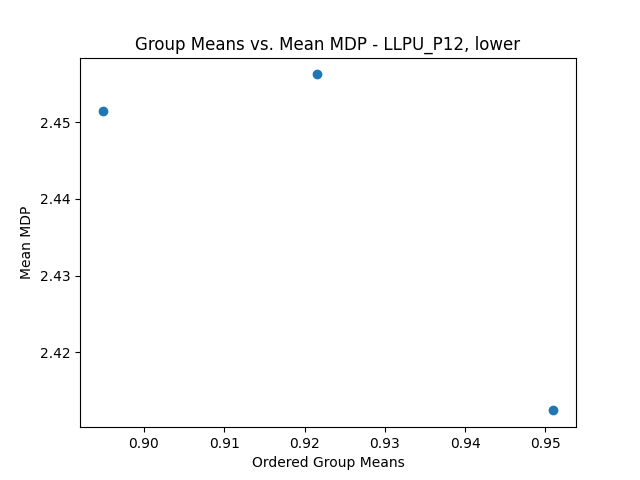 Group Means vs. Mean MDP - LLPU_P12, lower
2.45
2.44
2.43
2.42
Mean MDP
0.90 0.91 0.92 0.93 0.94 0.95
Ordered Group Means